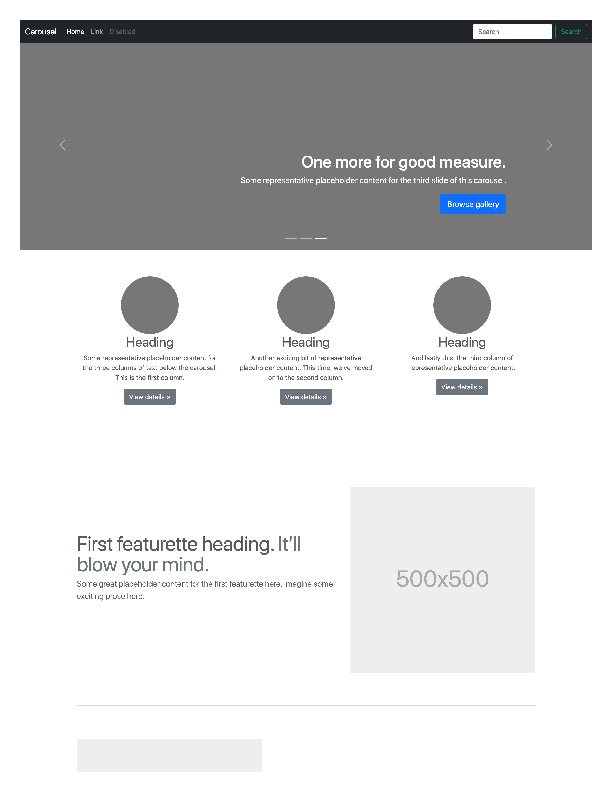 Carousel Home Link Disabled Search Search
One more for good measure.
Some representative placeholder content for the third slide of this carousel.
Browse gallery
Heading
Some representative placeholder content for
the three columns of text below the carousel.
This is the first column.
View details »
Heading
Another exciting bit of representative
placeholder content. This time, we've moved
on to the second column.
View details »
Heading
And lastly this, the third column of
representative placeholder content.
View details »
First featurette heading. It'll
blow your mind.
Some great placeholder content for the first featurette here. Imagine some
exciting prose here.
500x500